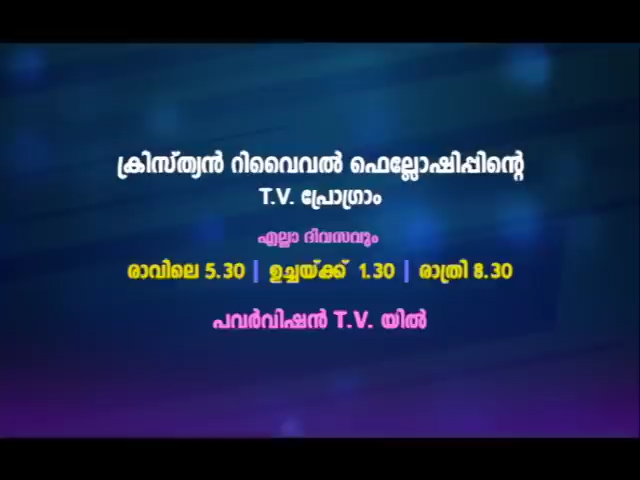 ക്രിസ്ത്യൻ റിവൈവൽ ഫെല്ലോഷിപ്പിന്റെ
T.V. പ്രോഗ്രാം
എല്ലാ ദിവസവും
രാവിലെ 5.30 | ഉച്ചയ്ക്ക് 1.30 | രാത്രി 8.30
പവർവിഷൻ T.V. യിൽ